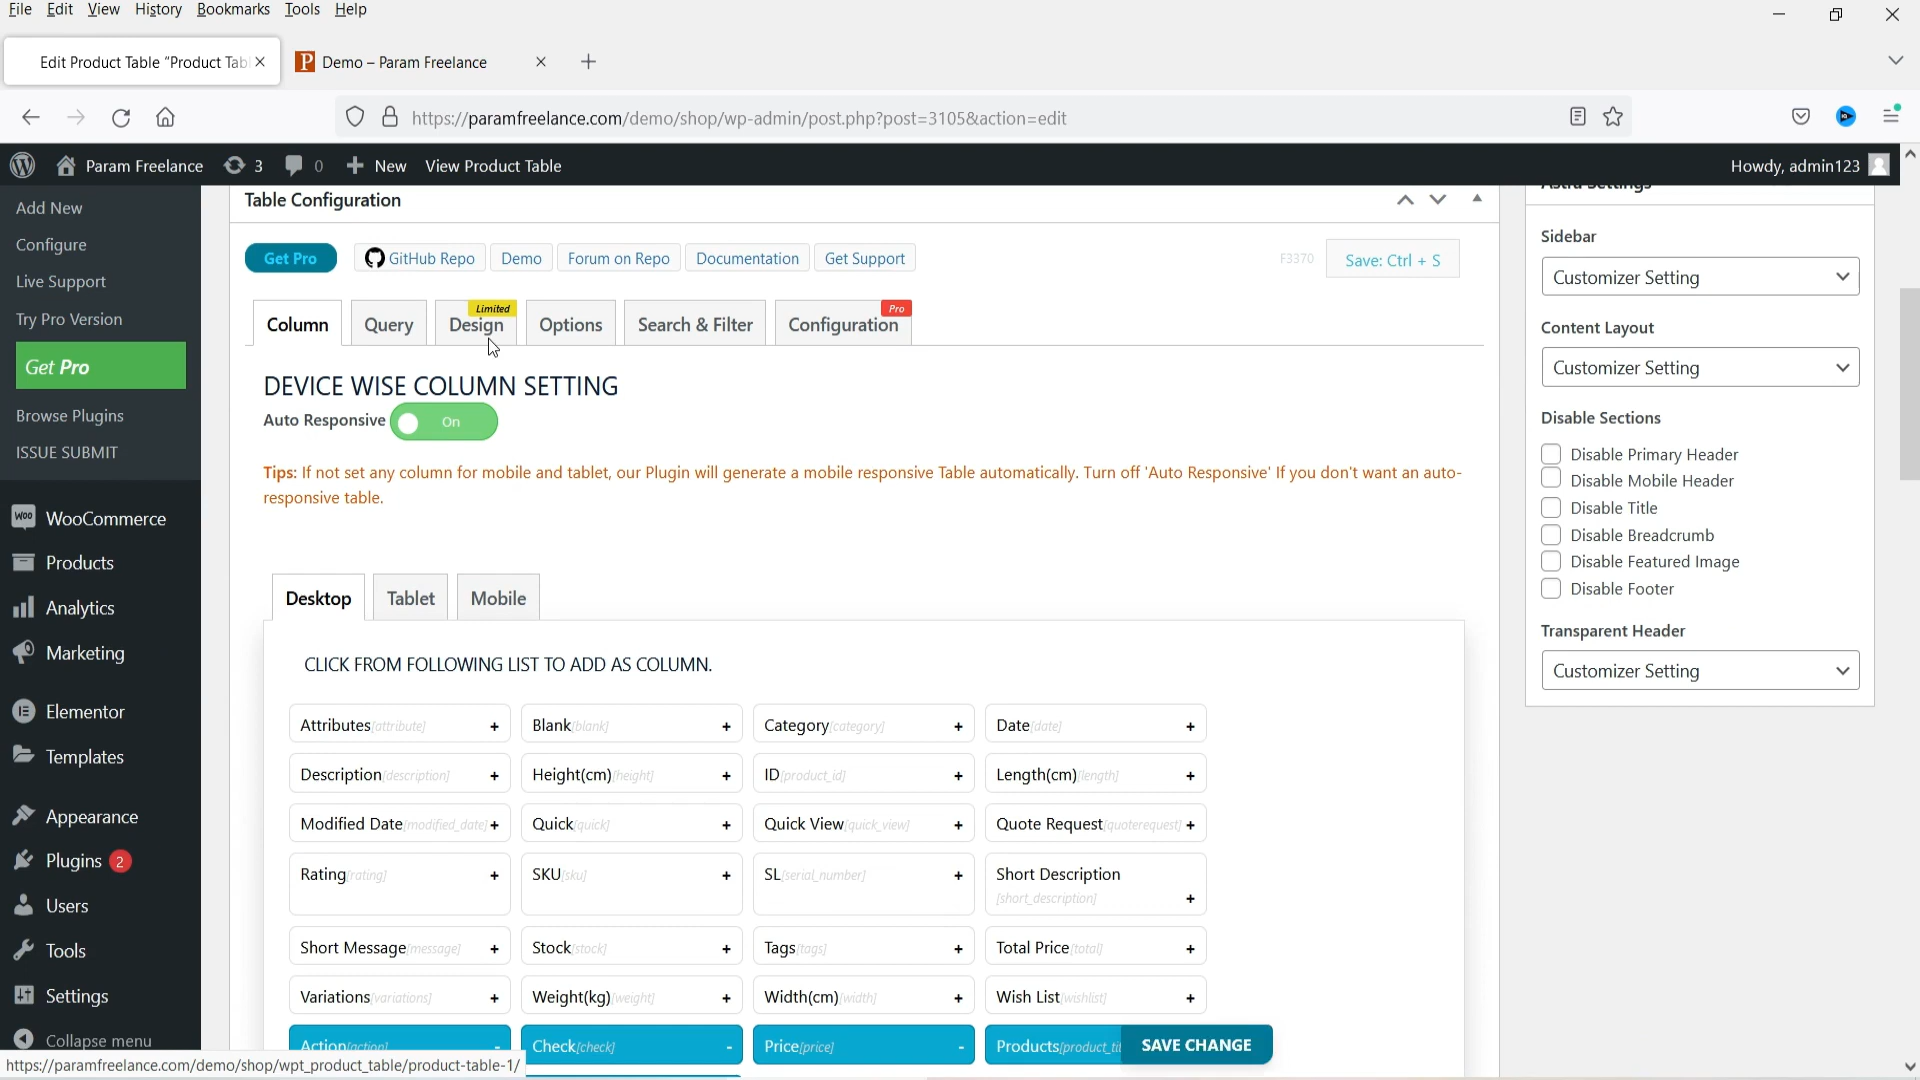 File Edit View History Bookmarks Tools Help
Edit Product Table "Product Tab
Demo – Param Freelance
https://paramfreelance.com/demo/shop/wp-admin/post.php?post=3105&action=edit
Param Freelance 3 0 New View Product Table
Howdy, admin123
Add New
Configure
Live Support
Try Pro Version
Get Pro
Browse Plugins
ISSUE SUBMIT
WooCommerce
Products
Analytics
Marketing
Elementor
Templates
Appearance
Plugins 2
Users
Tools
Settings
Collapse menu
Table Configuration
Get Pro GitHub Repo Demo Forum on Repo Documentation Get Support F3370 Save: Ctrl + S
Limited Pro
Column Query Design Options Search & Filter Configuration
DEVICE WISE COLUMN SETTING
Auto Responsive On
Tips: If not set any column for mobile and tablet, our Plugin will generate a mobile responsive Table automatically. Turn off 'Auto Responsive' If you don't want an auto-
responsive table.
Desktop Tablet Mobile
CLICK FROM FOLLOWING LIST TO ADD AS COLUMN.
Attributes[attribute] + Blank[blank] + Category[category] + Date[date] +
Description[description] + Height(cm)[height] + ID[product_id] + Length(cm)[length] +
Modified Date[modified_date] + Quick[quick] + Quick View[quick_view] + Quote Request[quoterequest] +
Rating[rating] + SKU[sku] + SL[serial_number] + Short Description
[short_description] +
Short Message[message] + Stock[stock] + Tags[tags] + Total Price[total] +
Variations[variations] + Weight(kg)[weight] + Width(cm)[width] + Wish List[wishlist] +
Action[action] - Check[check] - Price[price] - Products[product_tit SAVE CHANGE
Astra Settings
Sidebar
Customizer Setting
Content Layout
Customizer Setting
Disable Sections
Disable Primary Header
Disable Mobile Header
Disable Title
Disable Breadcrumb
Disable Featured Image
Disable Footer
Transparent Header
Customizer Setting
https://paramfreelance.com/demo/shop/wpt_product_table/product-table-1/